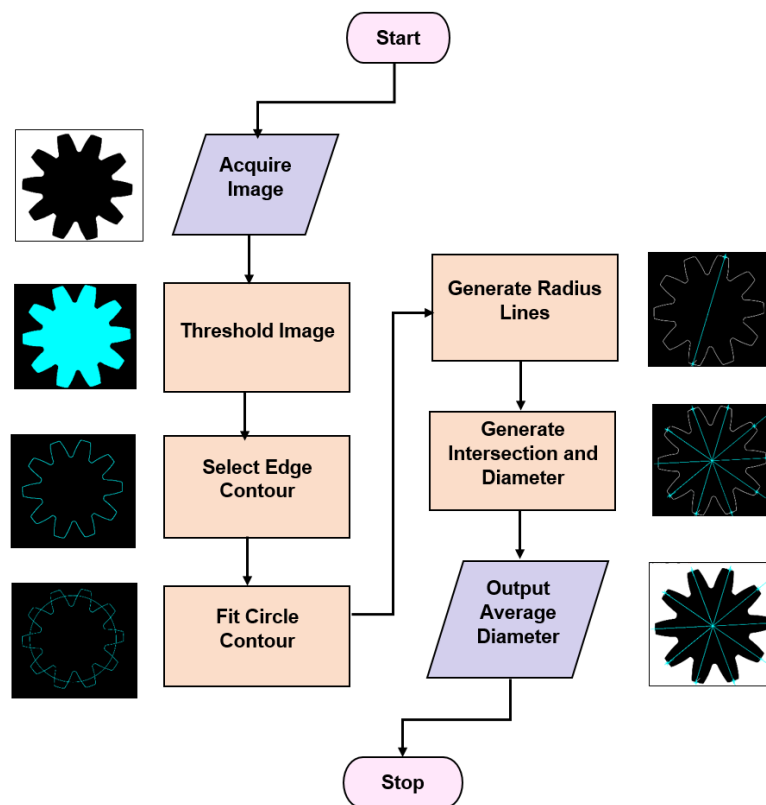 Start
Acquire
Image
Threshold Image
Select Edge
Contour
Fit Circle
Contour
Generate Radius
Lines
Generate
Intersection and
Diameter
Output
Average
Diameter
Stop